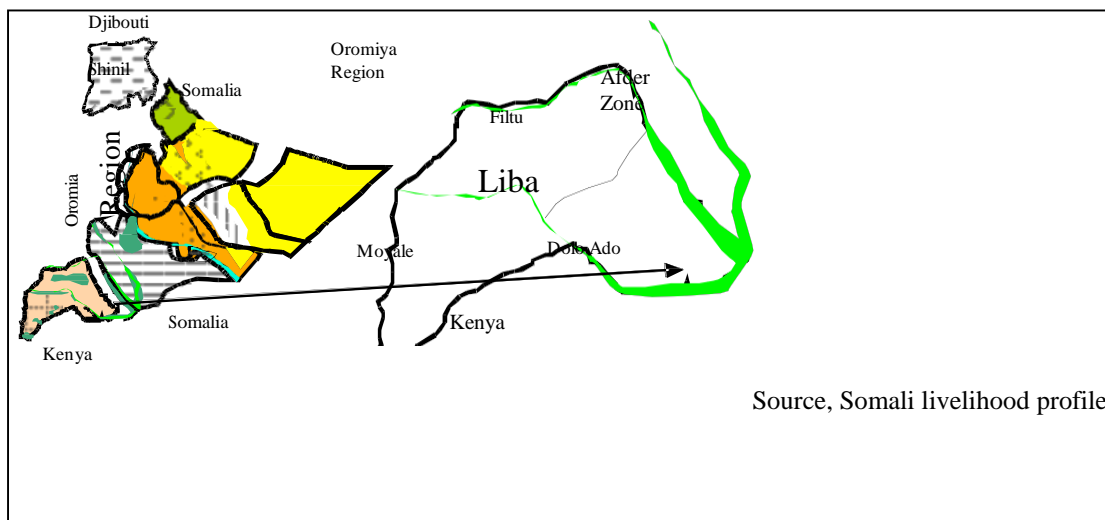 Djibouti
Shinil
Somalia
Oromia
Region
Somalia
Kenya
Oromiya
Region
Afder
Zone
Filtu
Liba
Moyale
Dolo Ado
Kenya
Source, Somali livelihood profile